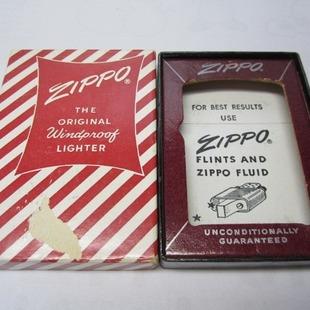 ZIPPO®
THE
ORIGINAL
Windproof
LIGHTER
ZIPPO®
FOR BEST RESULTS
USE
ZIPPO®
FLINTS AND
ZIPPO FLUID
UNCONDITIONALLY
GUARANTEED